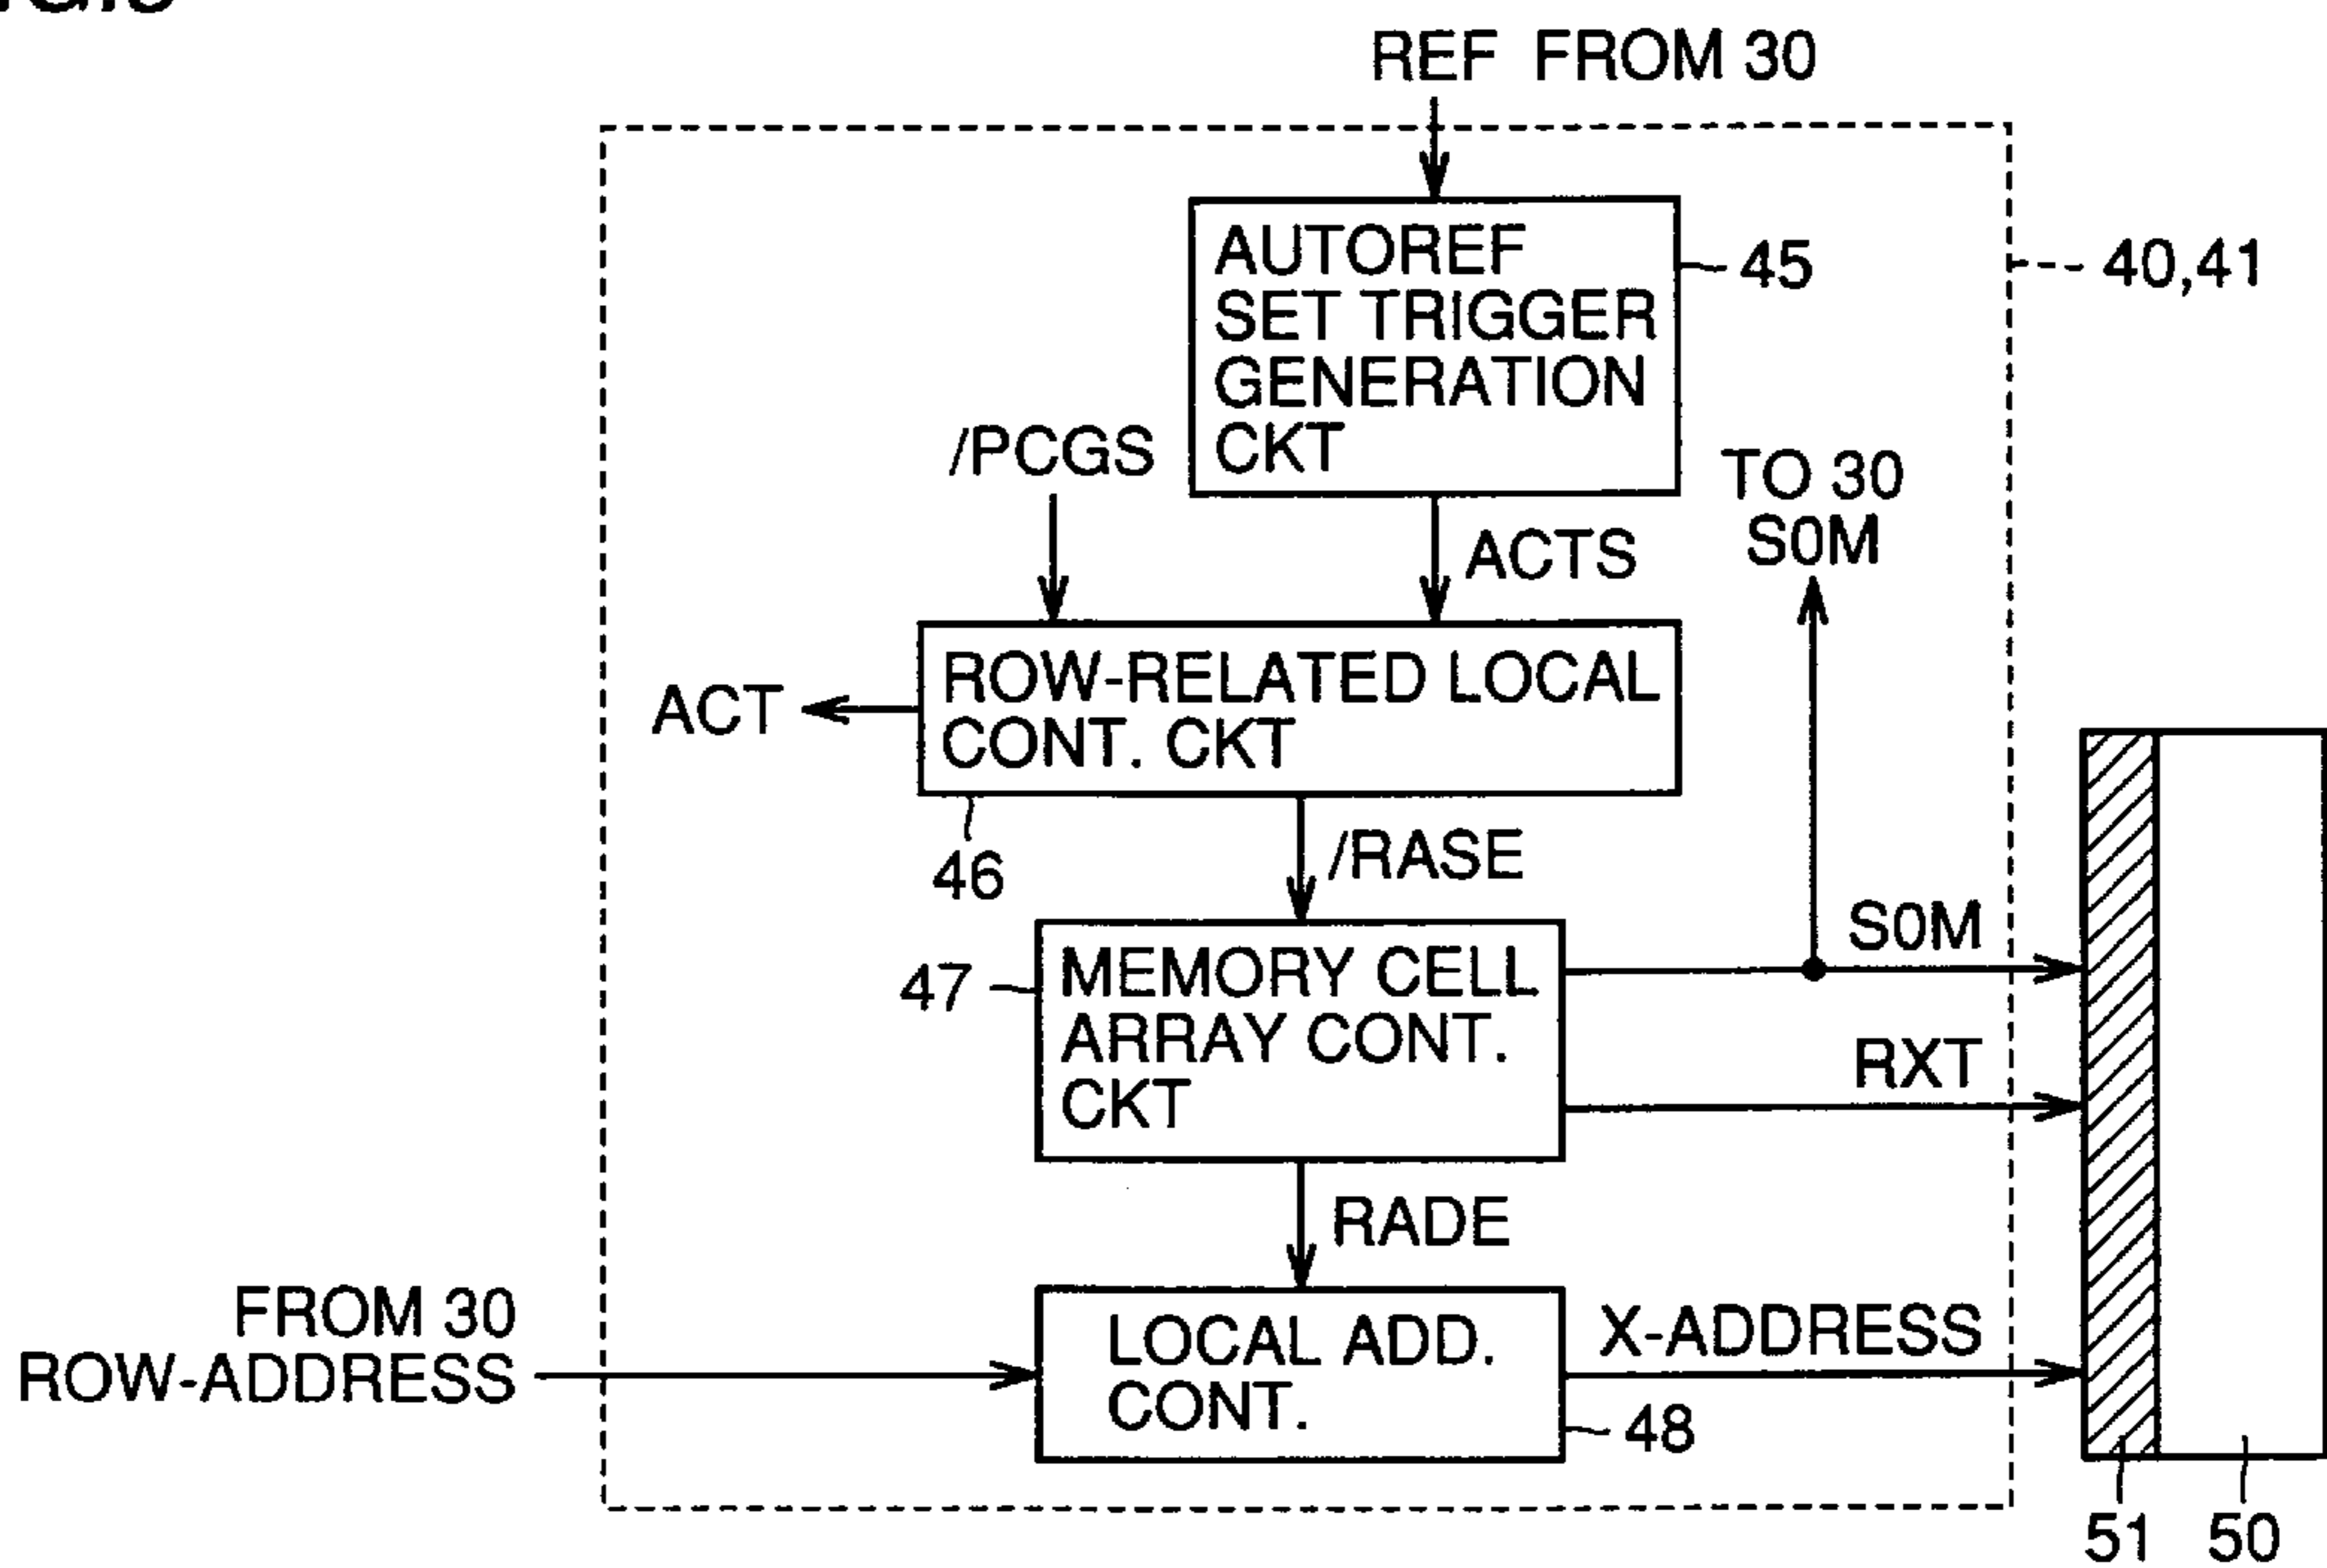 REF FROM 30
AUTOREF
SET TRIGGER
GENERATION
CKT
45
40,41
/PCGS
TO 30
S0M
ACTS
ACT
ROW-RELATED LOCAL
CONT. CKT
46
/RASE
47
MEMORY CELL
ARRAY CONT.
CKT
S0M
RXT
RADE
FROM 30
ROW-ADDRESS
LOCAL ADD.
CONT.
X-ADDRESS
48
51
50